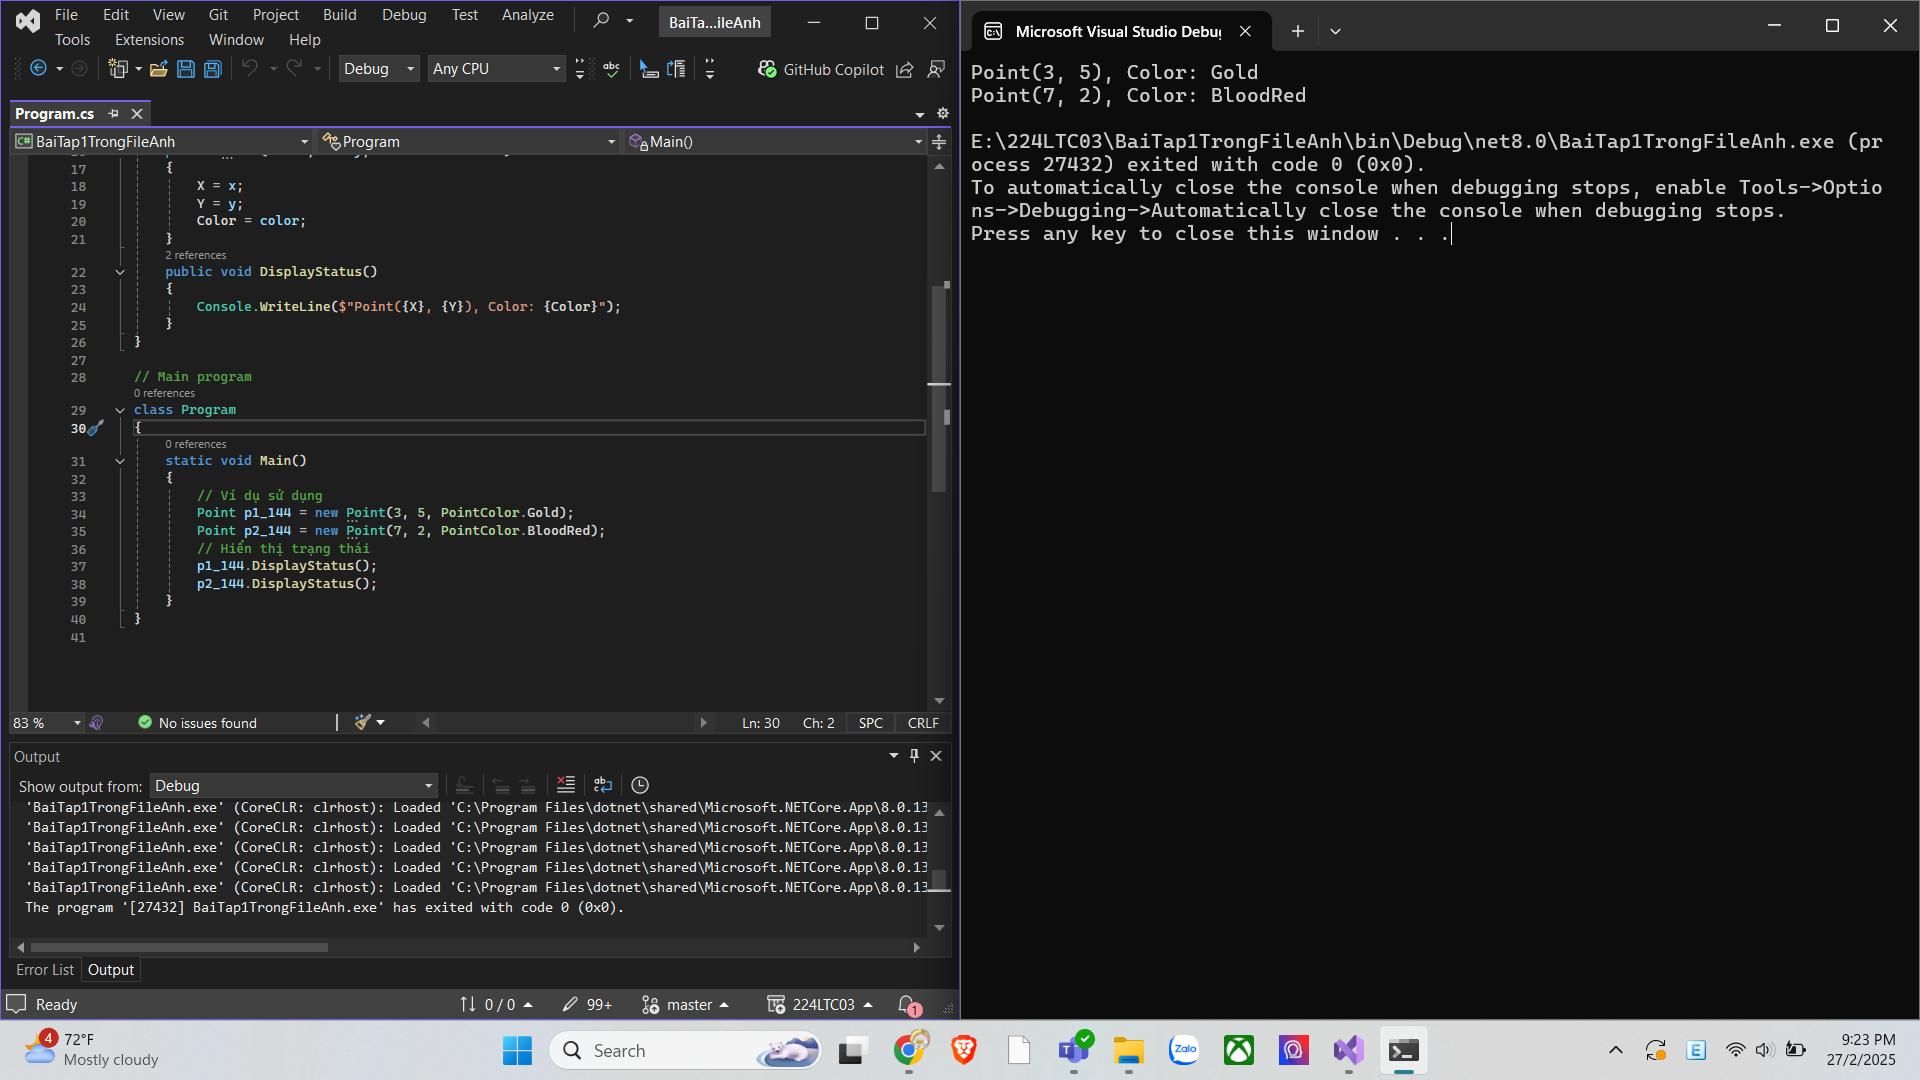 File Edit View Git Project Build Debug Test Analyze BaiTa...ileAnh
Tools Extensions Window Help
Debug Any CPU GitHub Copilot
Program.cs
BaiTap1TrongFileAnh Program Main()
17 {
18 X = x;
19 Y = y;
20 Color = color;
21 }
2 references
22 public void DisplayStatus()
23 {
24 Console.WriteLine($"Point({X}, {Y}), Color: {Color}");
25 }
26 }
27
28 // Main program
0 references
29 class Program
30 {
0 references
31 static void Main()
32 {
33 // Ví dụ sử dụng
34 Point p1_144 = new Point(3, 5, PointColor.Gold);
35 Point p2_144 = new Point(7, 2, PointColor.BloodRed);
36 // Hiển thị trạng thái
37 p1_144.DisplayStatus();
38 p2_144.DisplayStatus();
39 }
40 }
41
83 % No issues found Ln: 30 Ch: 2 SPC CRLF
Output
Show output from: Debug
'BaiTap1TrongFileAnh.exe' (CoreCLR: clrhost): Loaded 'C:\Program Files\dotnet\shared\Microsoft.NETCore.App\8.0.13
'BaiTap1TrongFileAnh.exe' (CoreCLR: clrhost): Loaded 'C:\Program Files\dotnet\shared\Microsoft.NETCore.App\8.0.13
'BaiTap1TrongFileAnh.exe' (CoreCLR: clrhost): Loaded 'C:\Program Files\dotnet\shared\Microsoft.NETCore.App\8.0.13
'BaiTap1TrongFileAnh.exe' (CoreCLR: clrhost): Loaded 'C:\Program Files\dotnet\shared\Microsoft.NETCore.App\8.0.13
'BaiTap1TrongFileAnh.exe' (CoreCLR: clrhost): Loaded 'C:\Program Files\dotnet\shared\Microsoft.NETCore.App\8.0.13
The program '[27432] BaiTap1TrongFileAnh.exe' has exited with code 0 (0x0).
Error List Output
Ready 0 / 0 99+ master 224LTC03 1
Microsoft Visual Studio Debug
Point(3, 5), Color: Gold
Point(7, 2), Color: BloodRed
E:\224LTC03\BaiTap1TrongFileAnh\bin\Debug\net8.0\BaiTap1TrongFileAnh.exe (pr
ocess 27432) exited with code 0 (0x0).
To automatically close the console when debugging stops, enable Tools->Optio
ns->Debugging->Automatically close the console when debugging stops.
Press any key to close this window . . .
4 72°F
Mostly cloudy
Search
Zalo
E
9:23 PM
27/2/2025